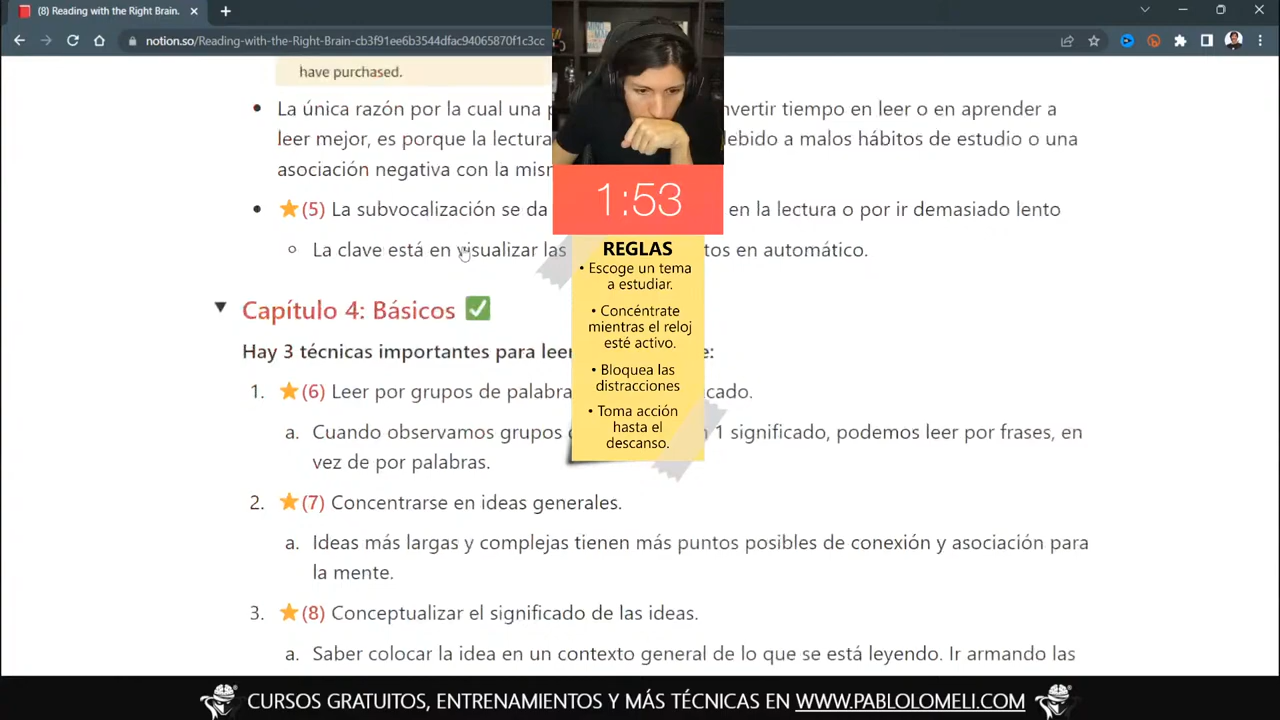 (8) Reading with the Right Brain.
notion.so/Reading-with-the-Right-Brain-cb3f91ee6b3544dfac94065870f1c3cc
have purchased.
La única razón por la cual una nvertir tiempo en leer o en aprender a
leer mejor, es porque la lectura debido a malos hábitos de estudio o una
asociación negativa con la
(5) La subvocalización se da en la lectura o por ir demasiado lento
La clave está en visualizar las en automático.
1:53
REGLAS
• Escoge un tema
a estudiar.
• Concéntrate
mientras el reloj
esté activo.
• Bloquea las
distracciones
• Toma acción
hasta el
descanso.
Capítulo 4: Básicos
Hay 3 técnicas importantes para
1. (6) Leer por grupos de
a. Cuando observamos grupos 1 significado, podemos leer por frases, en
vez de por palabras.
2. (7) Concentrarse en ideas generales.
a. Ideas más largas y complejas tienen más puntos posibles de conexión y asociación para
la mente.
3. (8) Conceptualizar el significado de las ideas.
a. Saber colocar la idea en un contexto general de lo que se está leyendo. Ir armando las
CURSOS GRATUITOS, ENTRENAMIENTOS Y MÁS TÉCNICAS EN WWW.PABLOLOMELI.COM